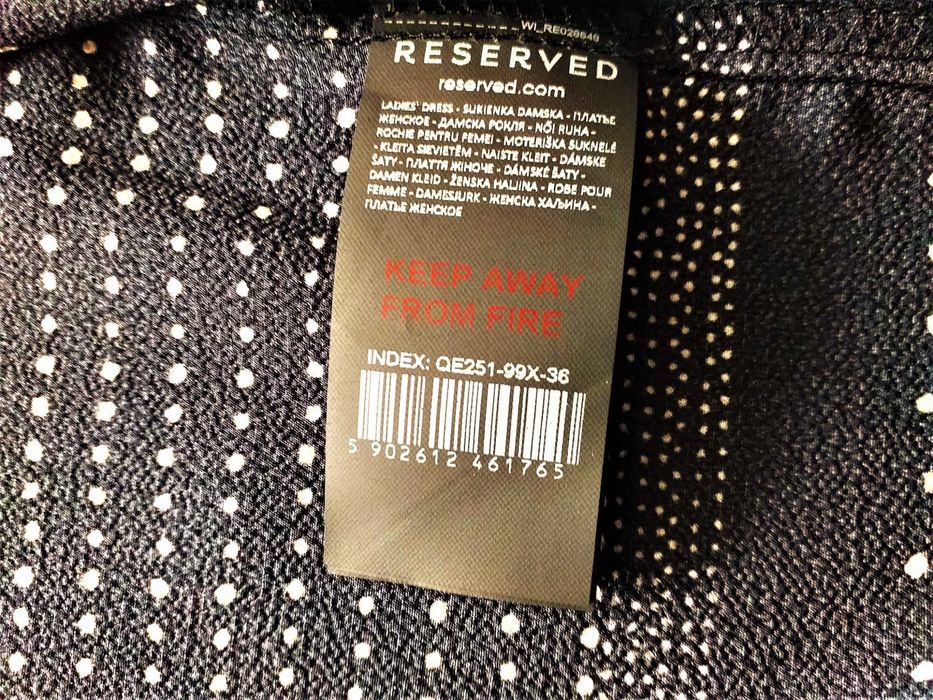 WI_RE028649
RESERVED
reserved.com
LADIES' DRESS - SUKIENKA DAMSKA - ПЛАТЬЕ
ЖЕНСКОЕ - ДАМСКА РОКЛЯ - NŐI RUHA -
ROCHIE PENTRU FEMEI - MOTERIŠKA SUKNELĖ
- KLEITA SIEVIETĒM - NAISTE KLEIT - DÁMSKE
ŠATY - ПЛАТТЯ ЖІНОЧЕ - DÁMSKÉ ŠATY -
DAMEN KLEID - ŽENSKA HALJINA - ROBE POUR
FEMME - DAMESJURK - ЖЕНСКА ХАЉИНА -
ПЛАТЬЕ ЖЕНСКОЕ
KEEP AWAY
FROM FIRE
INDEX: QE251-99X-36
5 902612 461765